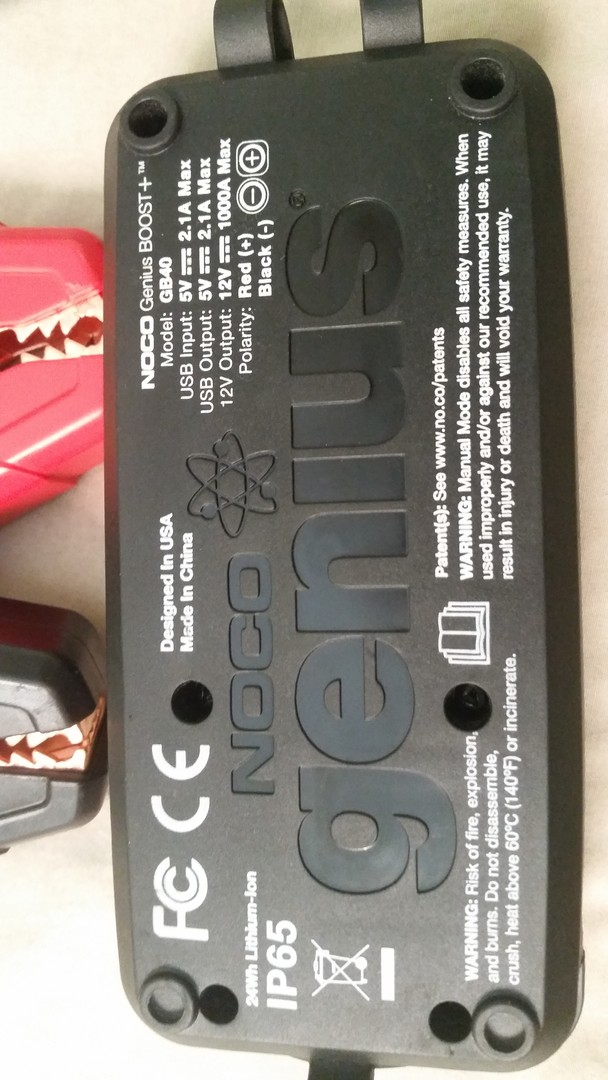 NOCO Genius BOOST+™
Model: GB40
USB Input: 5V ⎓ 2.1A Max
USB Output: 5V ⎓ 2.1A Max
12V Output: 12V ⎓ 1000A Max
Polarity: Red (+)
Black (-)
Designed In USA
Made In China
FC CE
NOCO
genius®
24Wh Lithium-Ion
IP65
Patent(s): See www.no.co/patents
WARNING: Manual Mode disables all safety measures. When
used improperly and/or against our recommended use, it may
result in injury or death and will void your warranty.
WARNING: Risk of fire, explosion,
and burns. Do not disassemble,
crush, heat above 60ºC (140ºF) or incinerate.